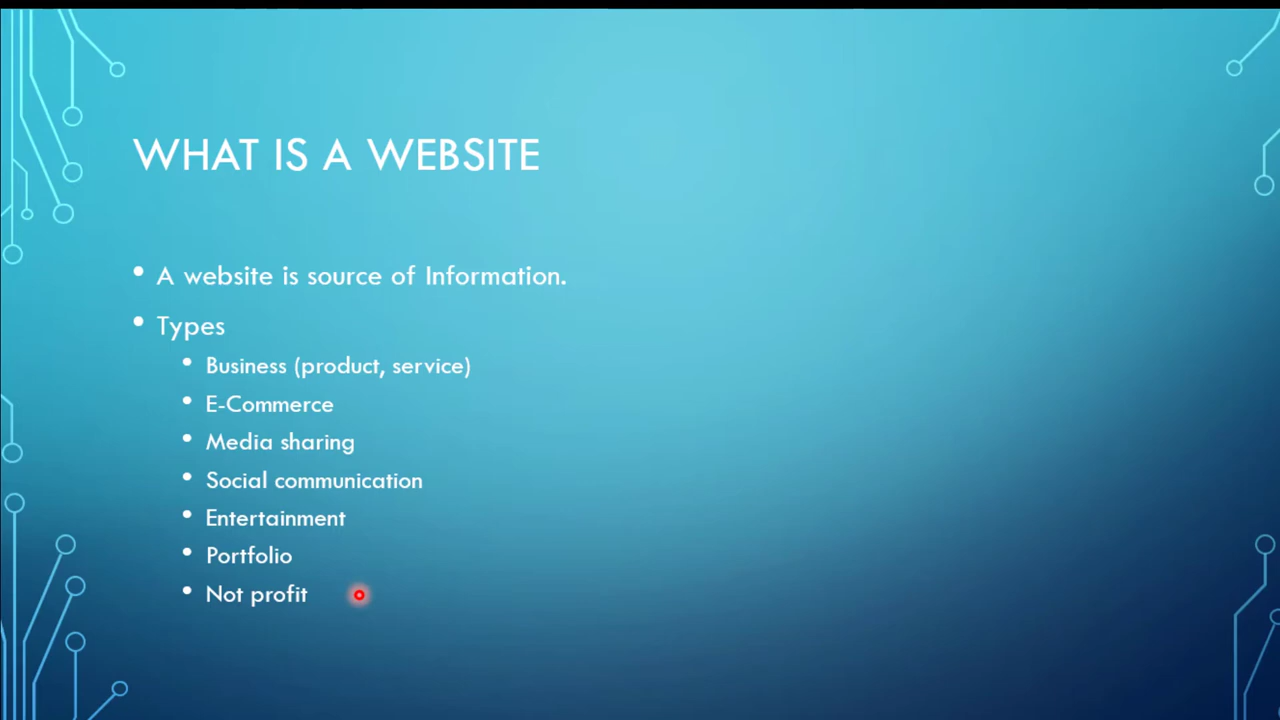 WHAT IS A WEBSITE
• A website is source of Information.
• Types
• Business (product, service)
• E-Commerce
• Media sharing
• Social communication
• Entertainment
• Portfolio
• Not profit